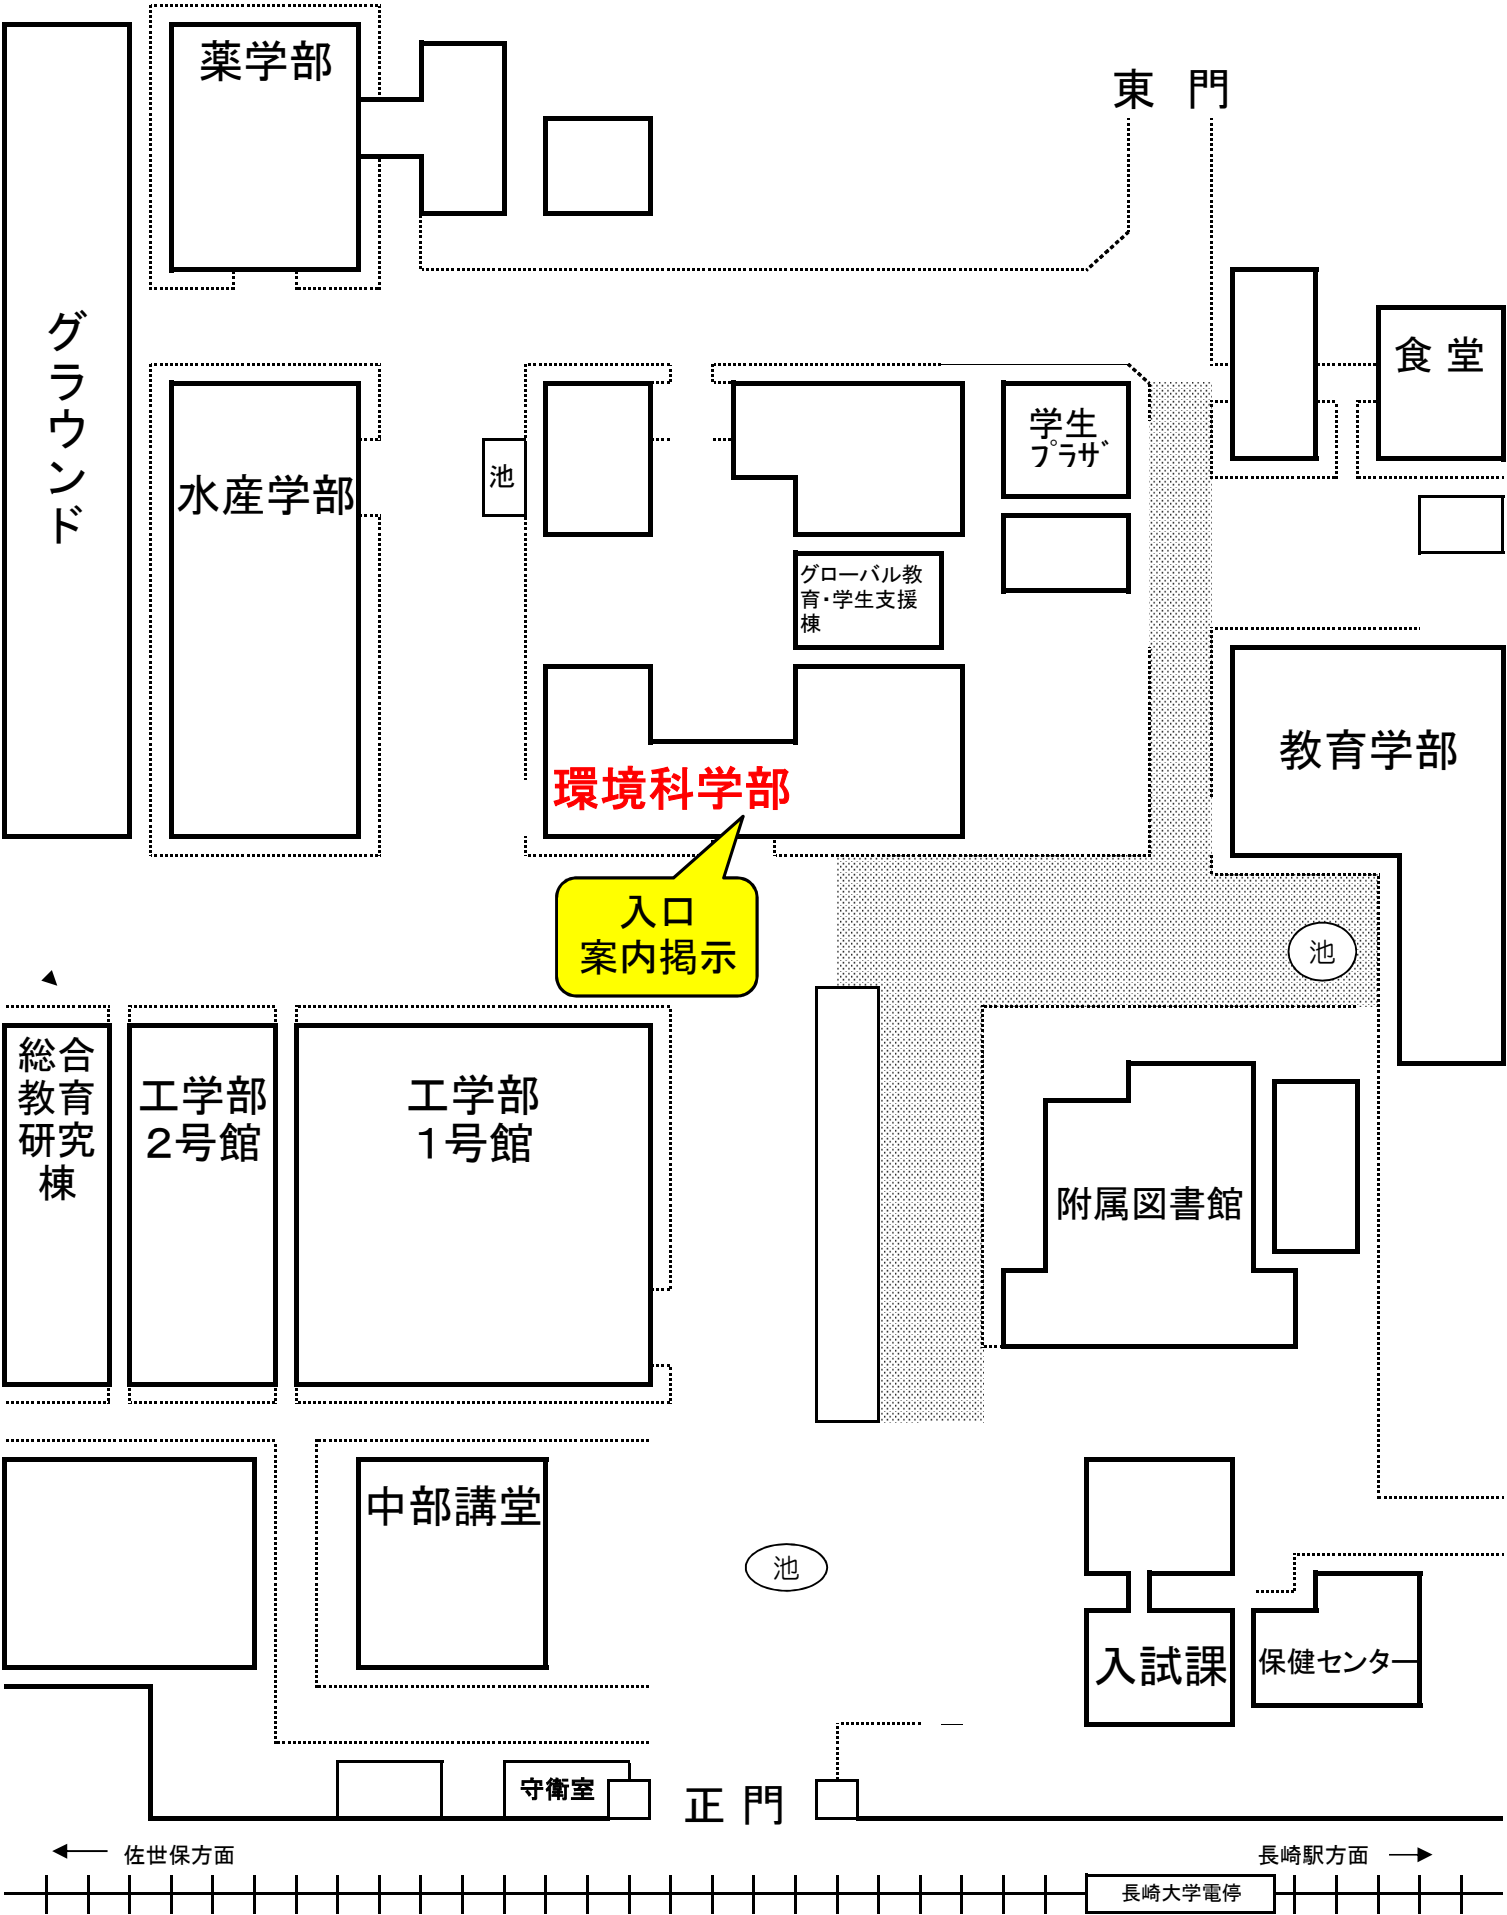 薬学部
東 門
グラウンド
食 堂
学生
プラザ
池
水産学部
グローバル教
育・学生支援
棟
教育学部
環境科学部
入口
案内掲示
池
総合
教育
研究
棟
工学部
2号館
工学部
1号館
附属図書館
中部講堂
池
入試課
保健センター
守衛室
正 門
佐世保方面
長崎駅方面
長崎大学電停